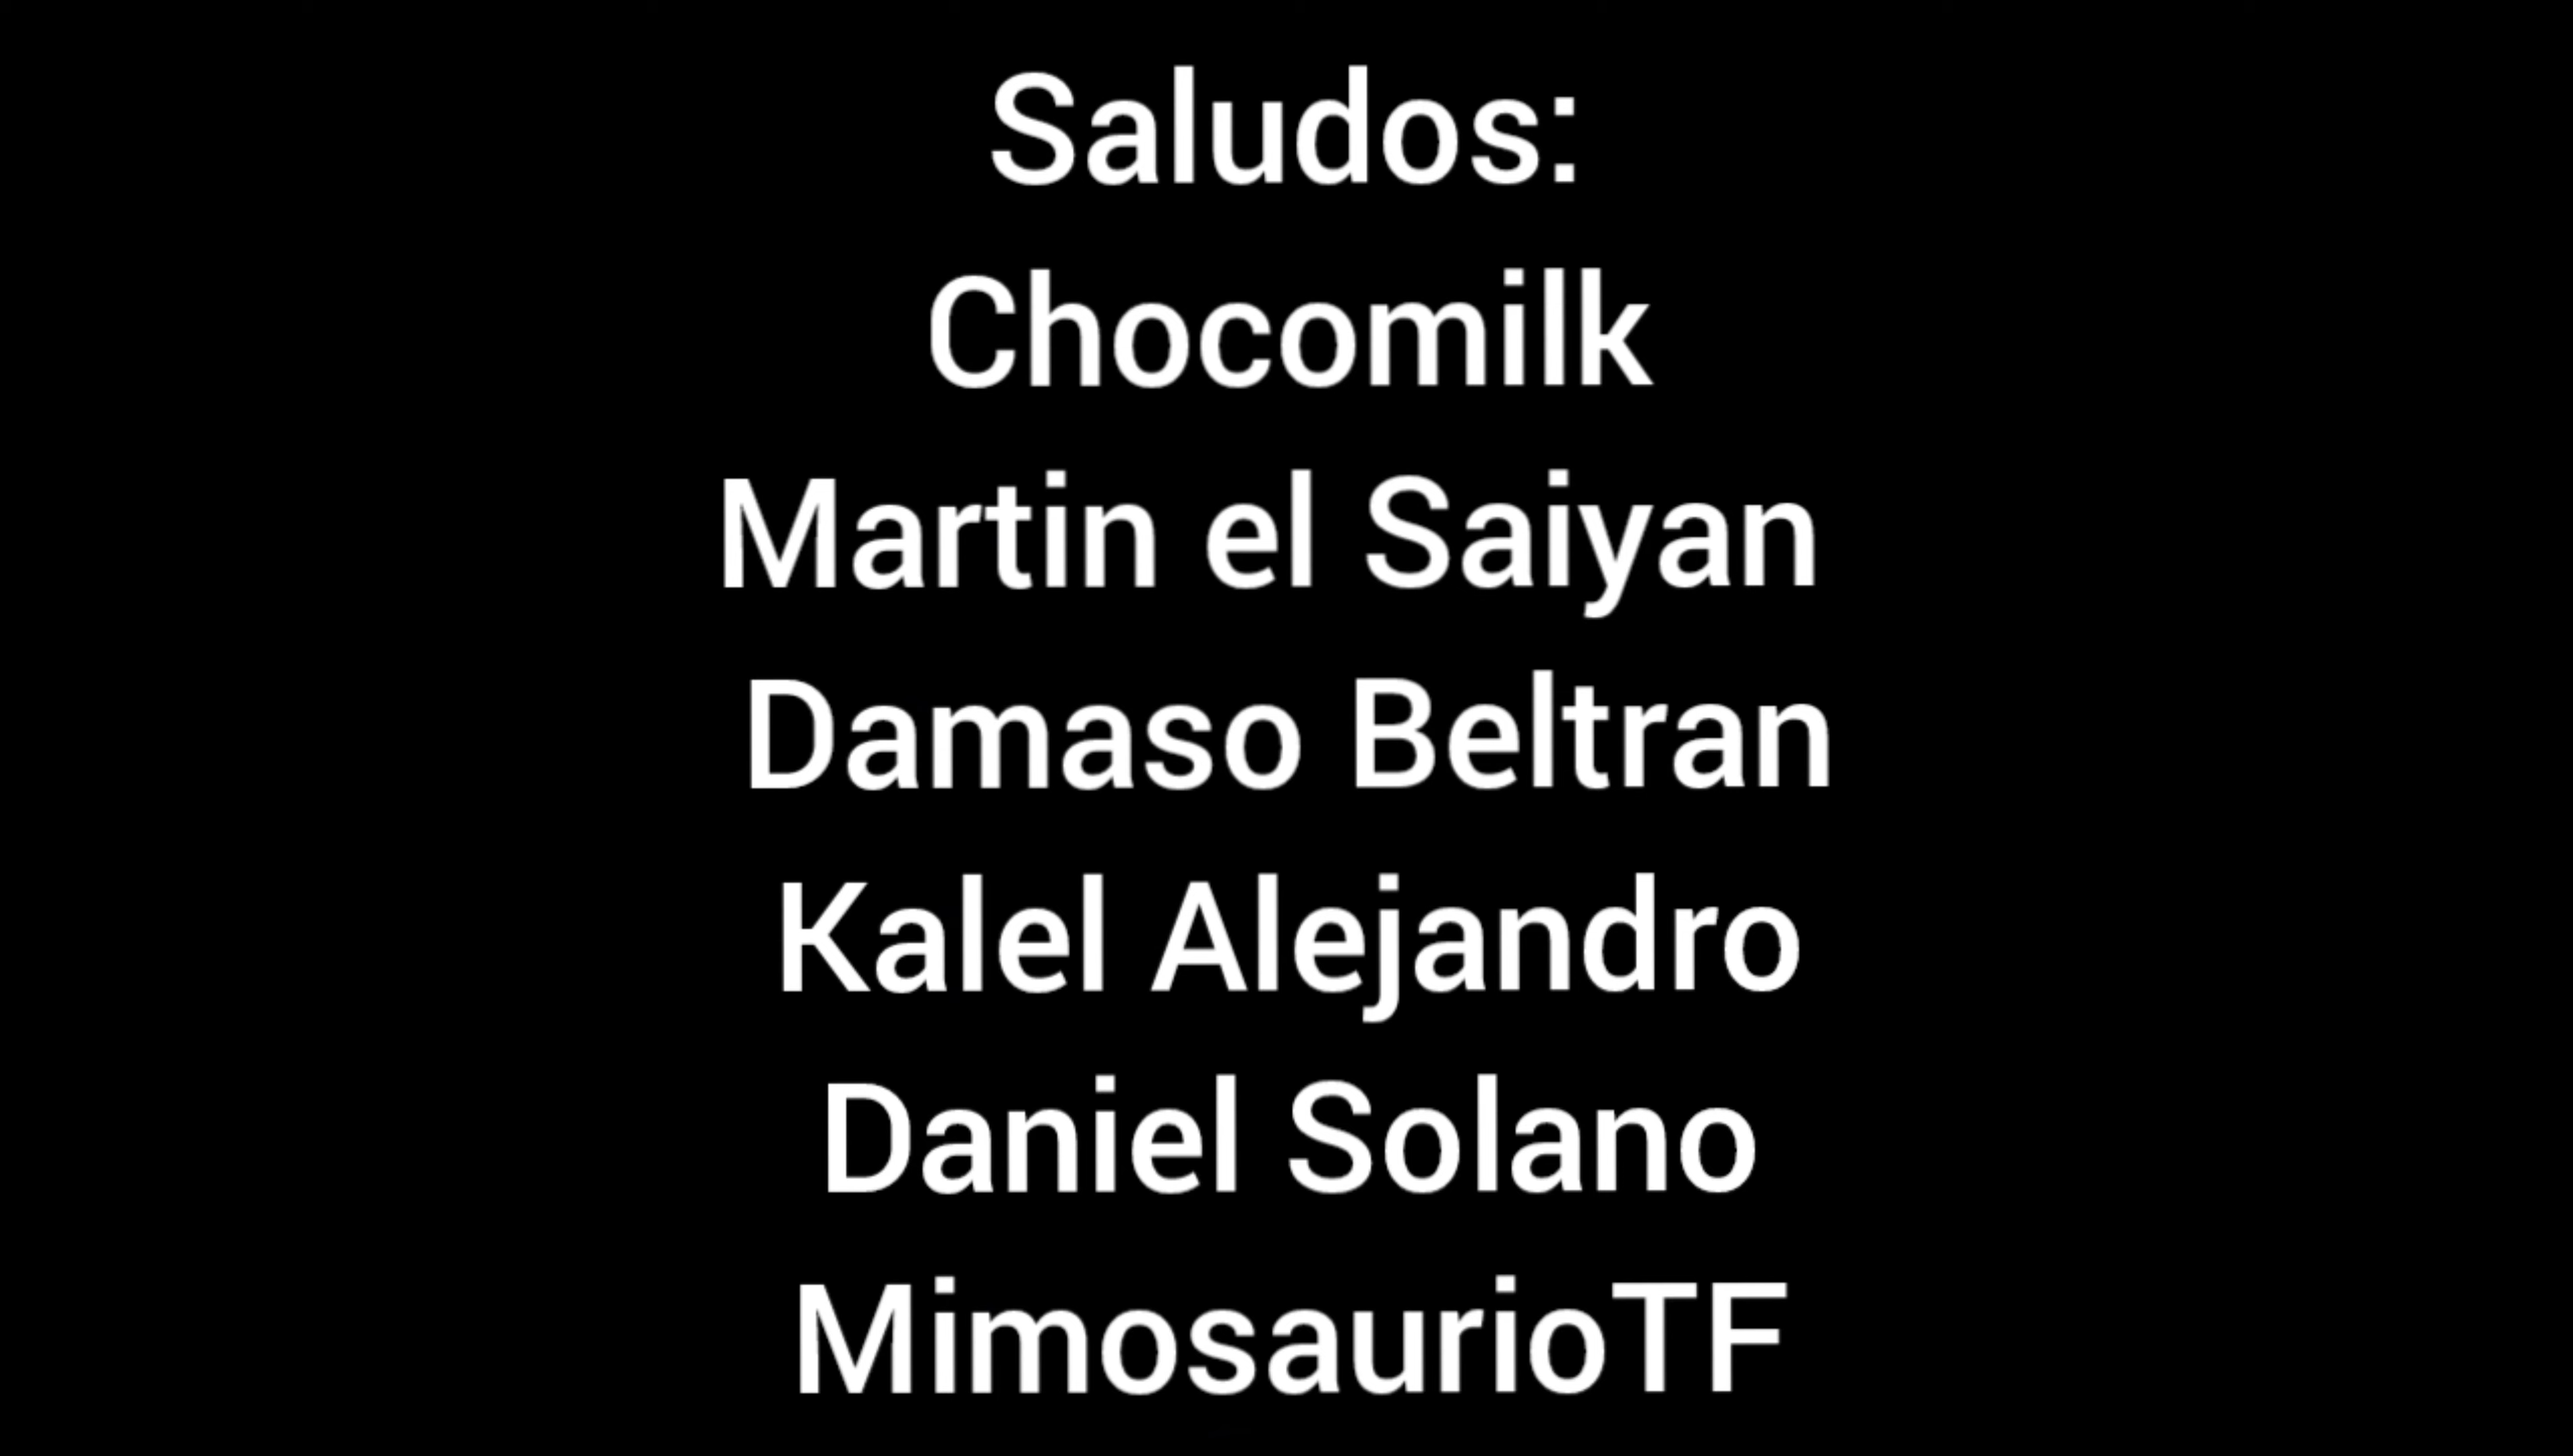 Saludos:
Chocomilk
Martin el Saiyan
Damaso Beltran
Kalel Alejandro
Daniel Solano
MimosaurioTF